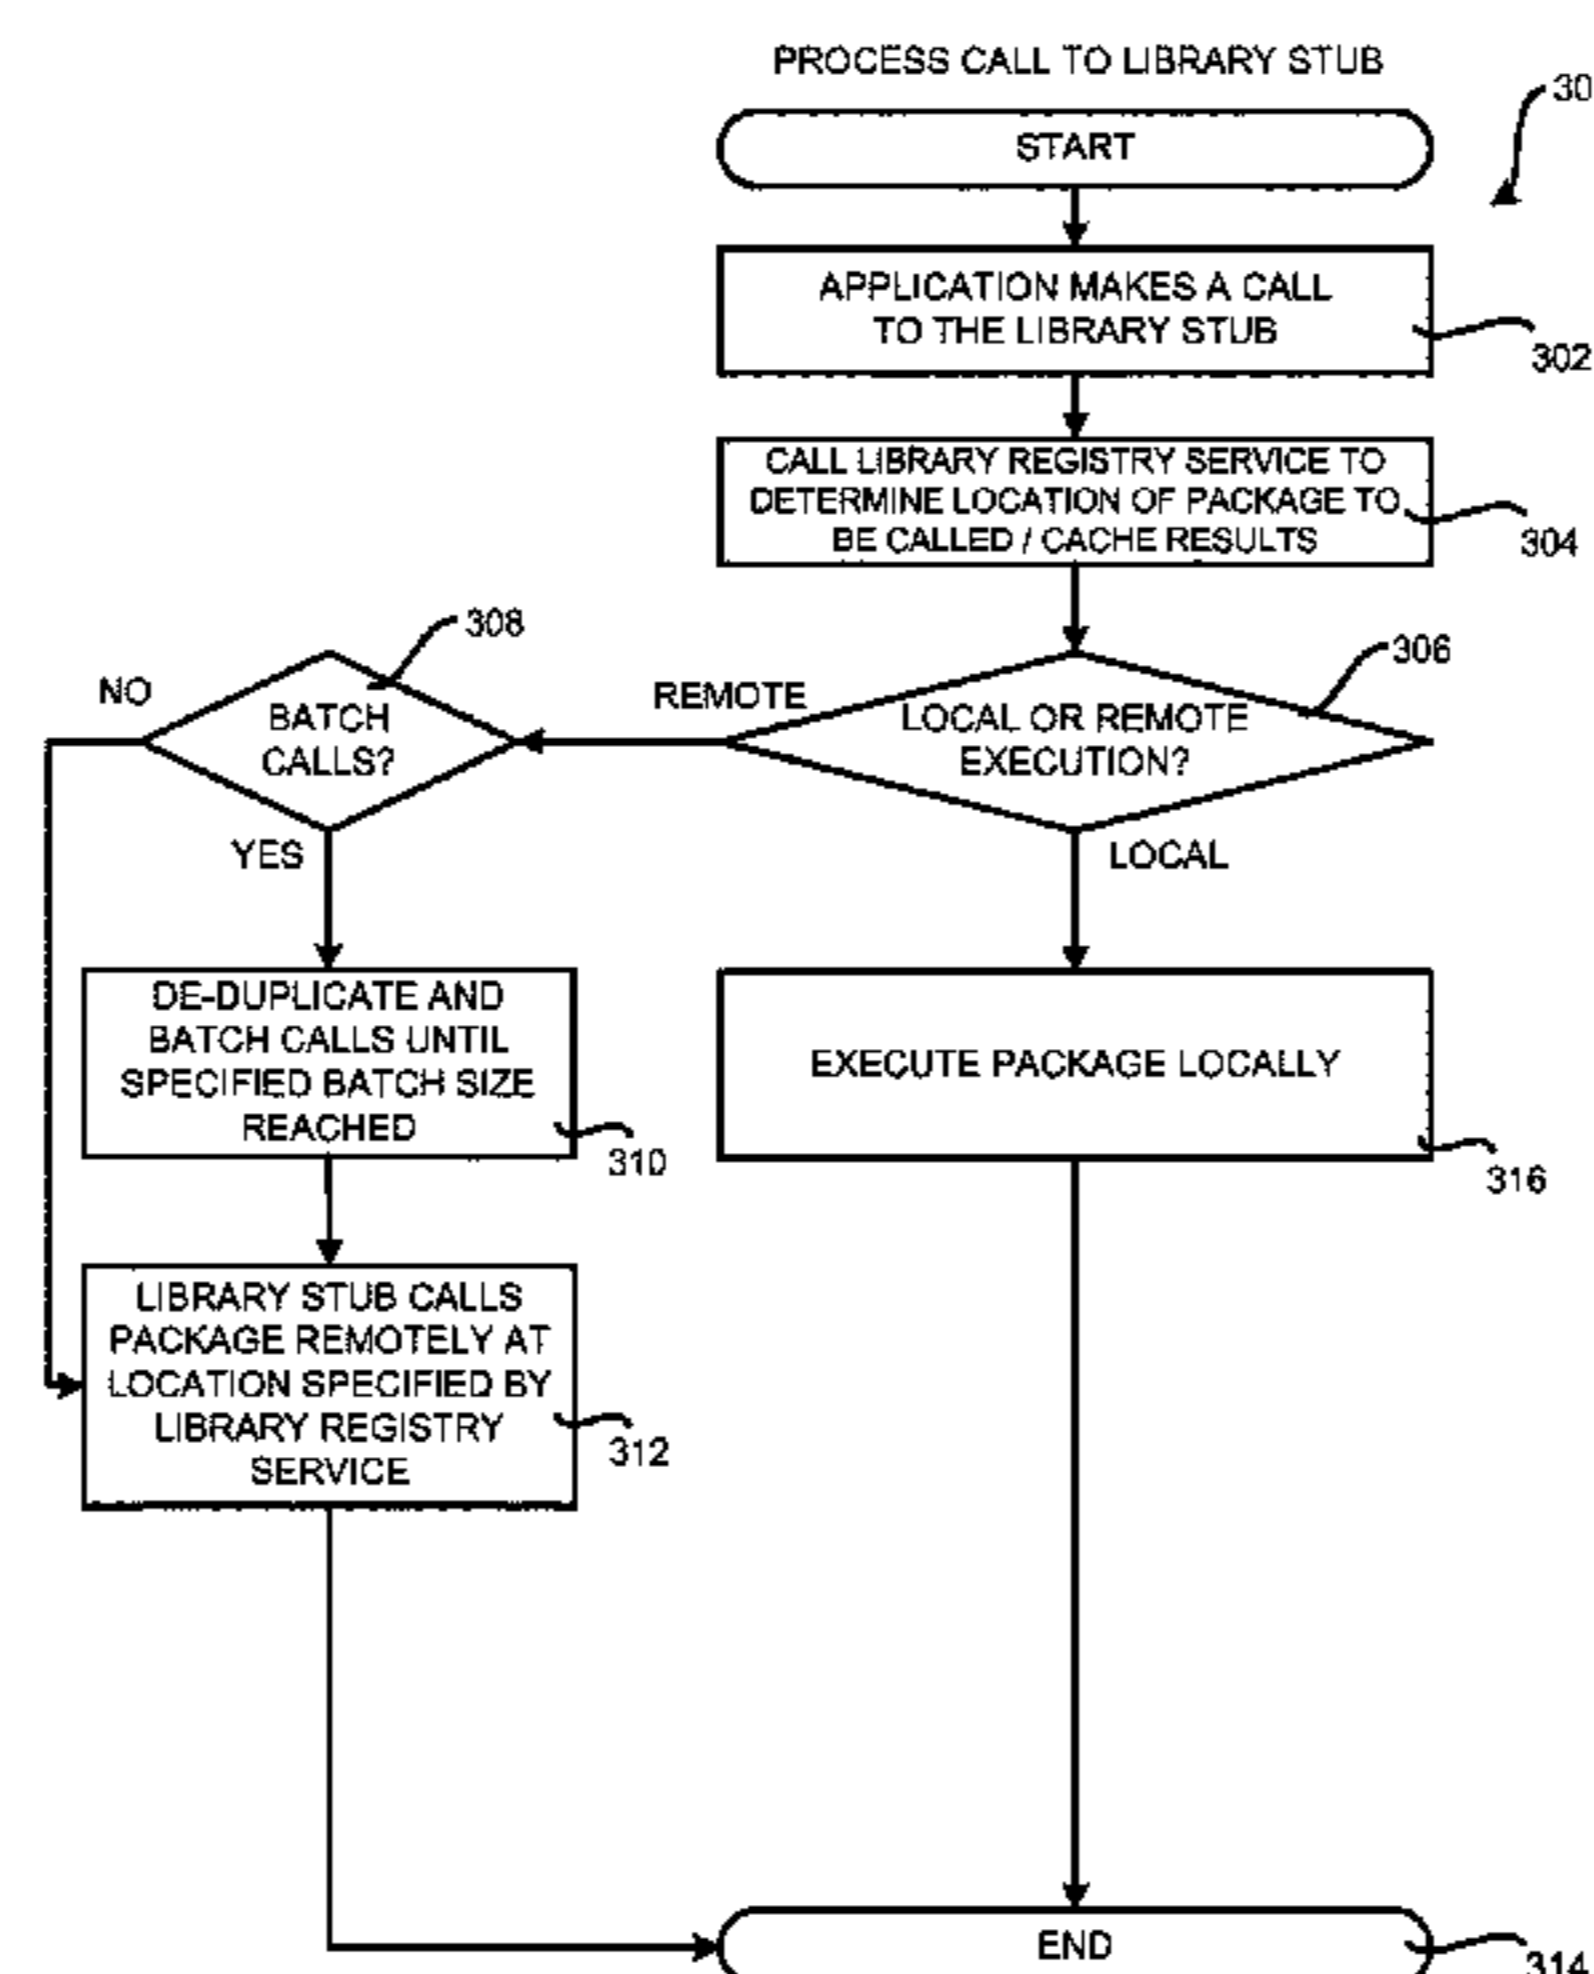 PROCESS CALL TO LIBRARY STUB
30
START
APPLICATION MAKES A CALL
TO THE LIBRARY STUB
302
CALL LIBRARY REGISTRY SERVICE TO
DETERMINE LOCATION OF PACKAGE TO
BE CALLED / CACHE RESULTS
304
308
306
NO
BATCH
CALLS?
REMOTE
LOCAL OR REMOTE
EXECUTION?
YES
LOCAL
DE-DUPLICATE AND
BATCH CALLS UNTIL
SPECIFIED BATCH SIZE
REACHED
310
EXECUTE PACKAGE LOCALLY
316
LIBRARY STUB CALLS
PACKAGE REMOTELY AT
LOCATION SPECIFIED BY
LIBRARY REGISTRY
SERVICE
312
END
314